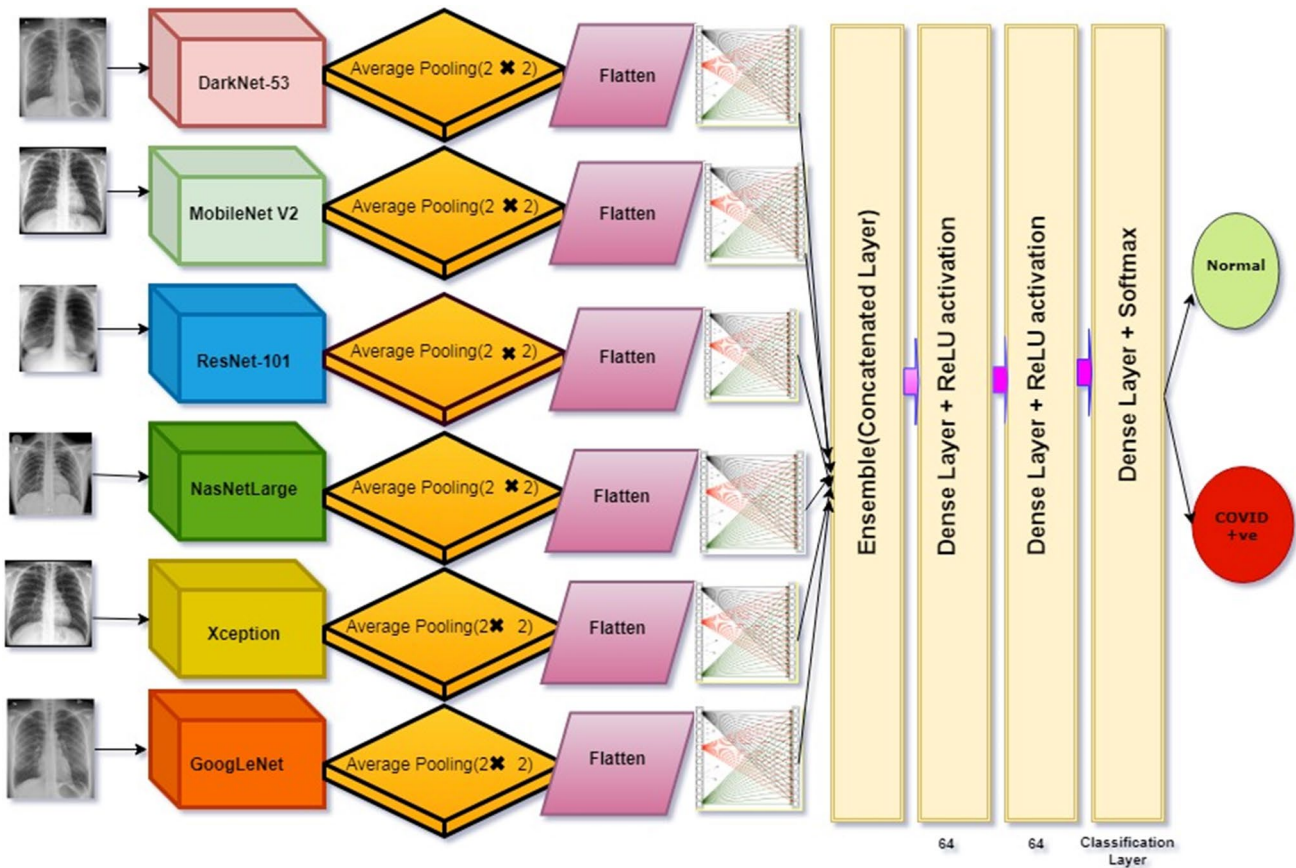 DarkNet-53
Average Pooling(2 ✖ 2)
Flatten
MobileNet V2
Average Pooling(2 ✖ 2)
Flatten
ResNet-101
Average Pooling(2 ✖ 2)
Flatten
NasNetLarge
Average Pooling(2 ✖ 2)
Flatten
Xception
Average Pooling(2✖ 2)
Flatten
GoogLeNet
Average Pooling(2✖ 2)
Flatten
Ensemble(Concatenated Layer)
Dense Layer + ReLU activation
Dense Layer + ReLU activation
Dense Layer + Softmax
Normal
COVID
+ve
64
64
Classification
Layer